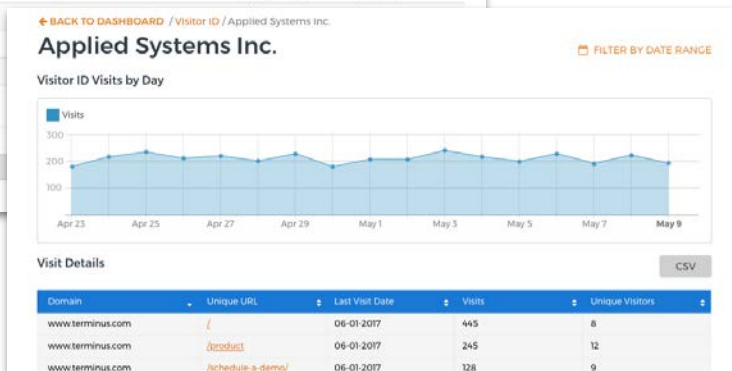 ← BACK TO DASHBOARD / Visitor ID / Applied Systems Inc.
Applied Systems Inc.
FILTER BY DATE RANGE
Visitor ID Visits by Day
Visits
300
200
100
Apr 23 Apr 25 Apr 27 Apr 29 May 1 May 3 May 5 May 7 May 9
Visit Details
CSV
Domain Unique URL Last Visit Date Visits Unique Visitors
www.terminus.com / 06-01-2017 445 8
www.terminus.com /product 06-01-2017 245 12
www.terminus.com /schedule-a-demo/ 06-01-2017 128 9